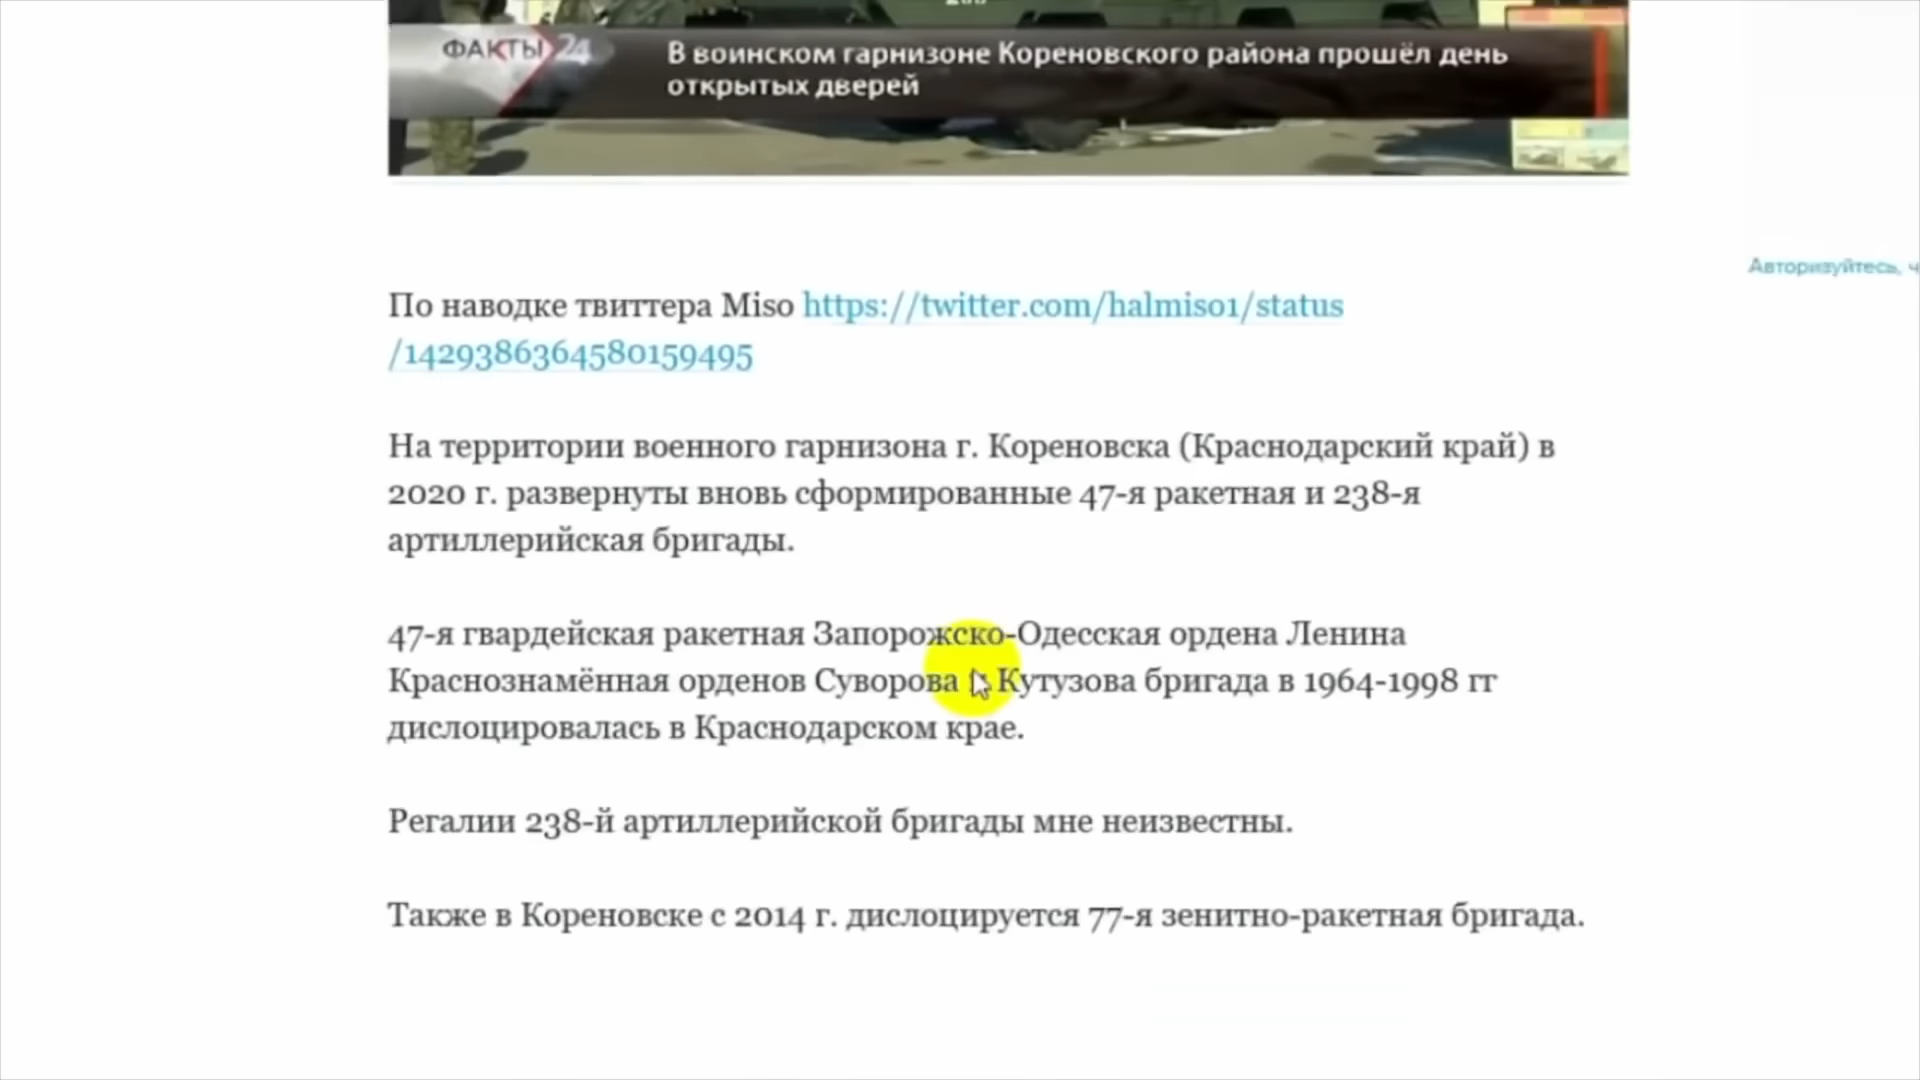 ФАКТЫ 24
В воинском гарнизоне Кореновского района прошёл день
открытых дверей
Авторизуйтесь, ч
По наводке твиттера Miso https://twitter.com/halmiso1/status
/1429386364580159495
На территории военного гарнизона г. Кореновска (Краснодарский край) в
2020 г. развернуты вновь сформированные 47-я ракетная и 238-я
артиллерийская бригады.
47-я гвардейская ракетная Запорожско-Одесская ордена Ленина
Краснознамённая орденов Суворова и Кутузова бригада в 1964-1998 гг
дислоцировалась в Краснодарском крае.
Регалии 238-й артиллерийской бригады мне неизвестны.
Также в Кореновске с 2014 г. дислоцируется 77-я зенитно-ракетная бригада.